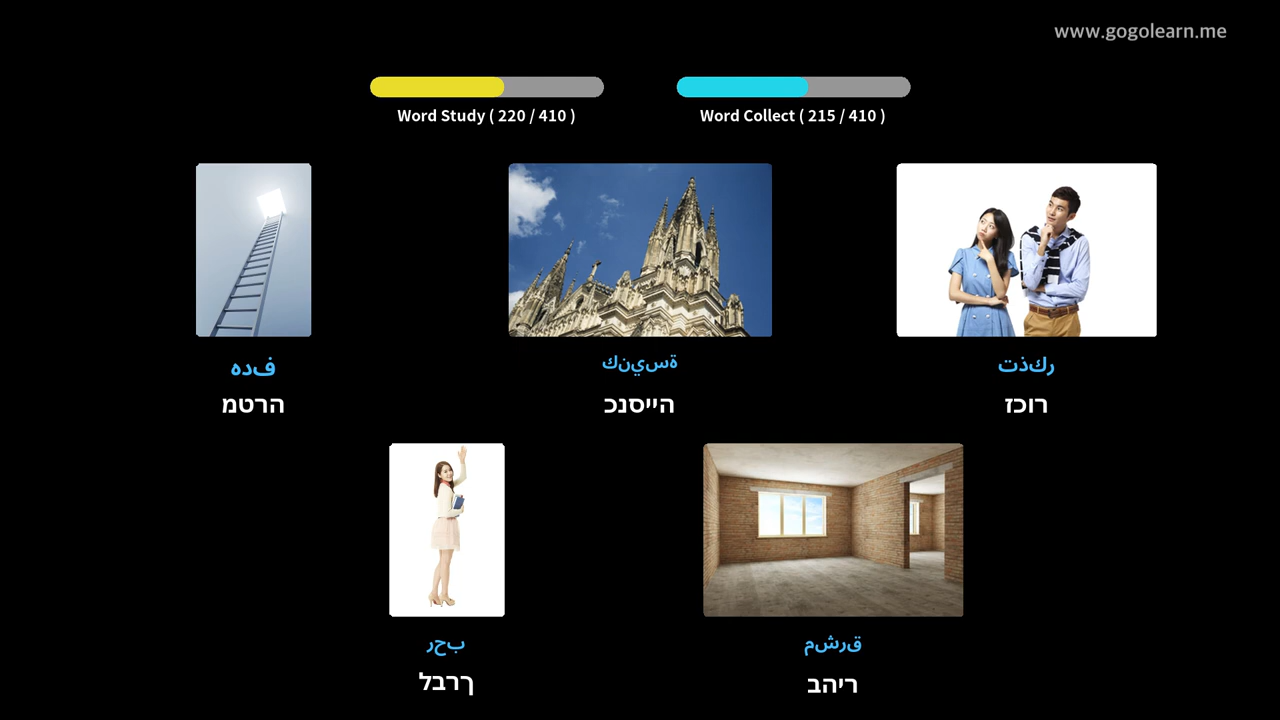 www.gogolearn.me
Word Study ( 220 / 410 )
Word Collect ( 215 / 410 )
فده
הרטמ
ةسينك
הייסנכ
ركذت
רוכז
بحر
ךרבל
قرشم
ריהב